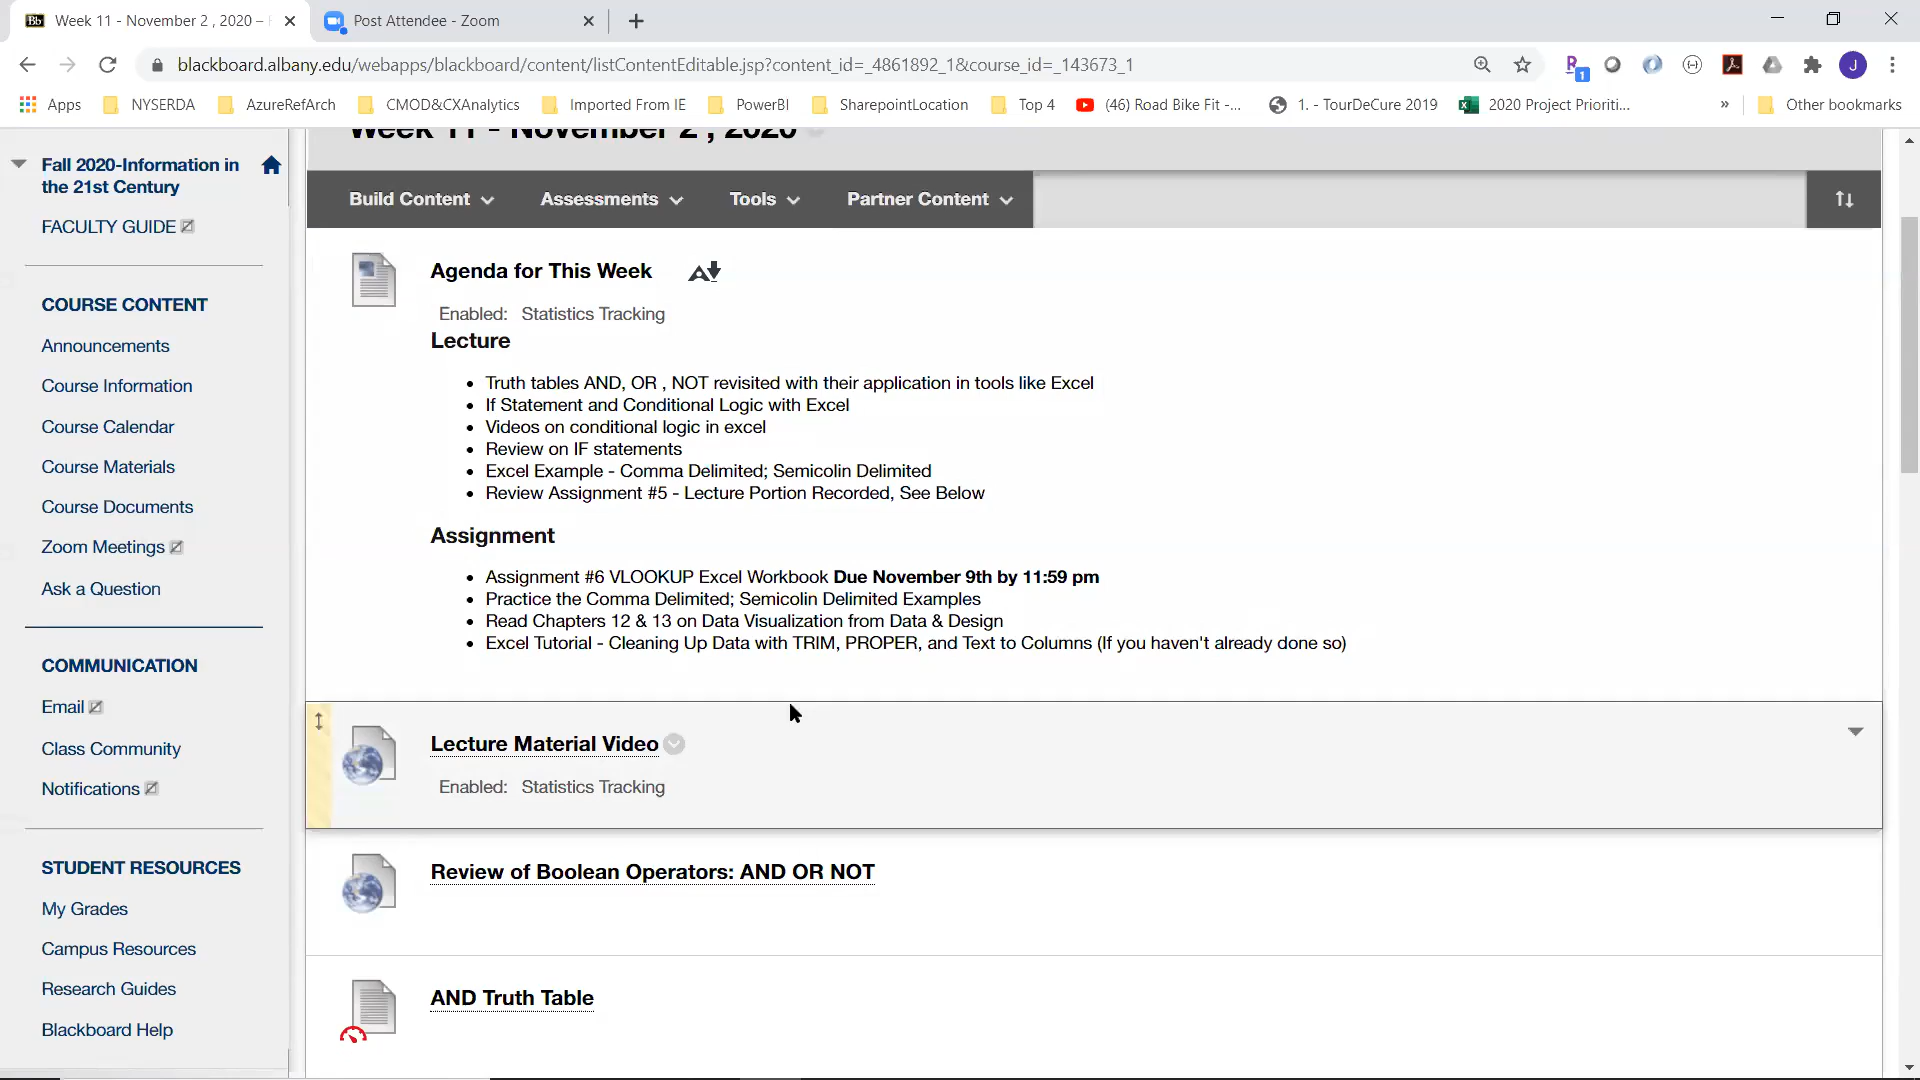 Week 11 - November 2 , 2020 –
Post Attendee - Zoom
blackboard.albany.edu/webapps/blackboard/content/listContentEditable.jsp?content_id=_4861892_1&course_id=_143673_1
Apps
NYSERDA
AzureRefArch
CMOD&CXAnalytics
Imported From IE
PowerBI
SharepointLocation
Top 4
(46) Road Bike Fit -...
1. - TourDeCure 2019
2020 Project Prioriti...
»
Other bookmarks
Fall 2020-Information in
the 21st Century
FACULTY GUIDE
COURSE CONTENT
Announcements
Course Information
Course Calendar
Course Materials
Course Documents
Zoom Meetings
Ask a Question
COMMUNICATION
Email
Class Community
Notifications
STUDENT RESOURCES
My Grades
Campus Resources
Research Guides
Blackboard Help
Week 11 - November 2 , 2020
Build Content
Assessments
Tools
Partner Content
Agenda for This Week
Enabled: Statistics Tracking
Lecture
• Truth tables AND, OR , NOT revisited with their application in tools like Excel
• If Statement and Conditional Logic with Excel
• Videos on conditional logic in excel
• Review on IF statements
• Excel Example - Comma Delimited; Semicolin Delimited
• Review Assignment #5 - Lecture Portion Recorded, See Below
Assignment
• Assignment #6 VLOOKUP Excel Workbook Due November 9th by 11:59 pm
• Practice the Comma Delimited; Semicolin Delimited Examples
• Read Chapters 12 & 13 on Data Visualization from Data & Design
• Excel Tutorial - Cleaning Up Data with TRIM, PROPER, and Text to Columns (If you haven't already done so)
Lecture Material Video
Enabled: Statistics Tracking
Review of Boolean Operators: AND OR NOT
AND Truth Table
Bb
R
1
J